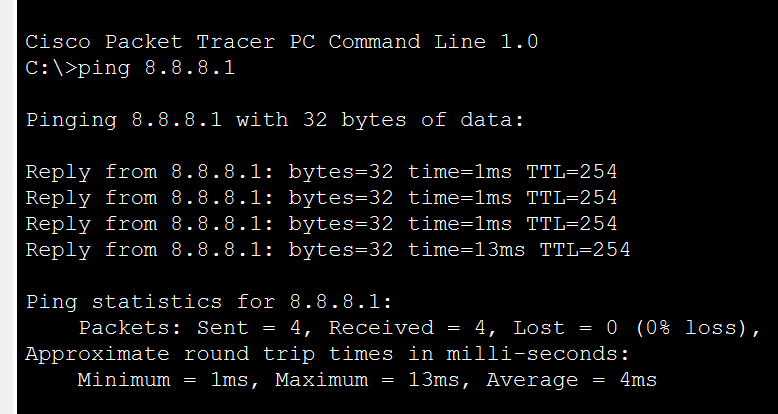 Cisco Packet Tracer PC Command Line 1.0
C:\>ping 8.8.8.1
Pinging 8.8.8.1 with 32 bytes of data:
Reply from 8.8.8.1: bytes=32 time=1ms TTL=254
Reply from 8.8.8.1: bytes=32 time=1ms TTL=254
Reply from 8.8.8.1: bytes=32 time=1ms TTL=254
Reply from 8.8.8.1: bytes=32 time=13ms TTL=254
Ping statistics for 8.8.8.1:
    Packets: Sent = 4, Received = 4, Lost = 0 (0% loss),
Approximate round trip times in milli-seconds:
    Minimum = 1ms, Maximum = 13ms, Average = 4ms